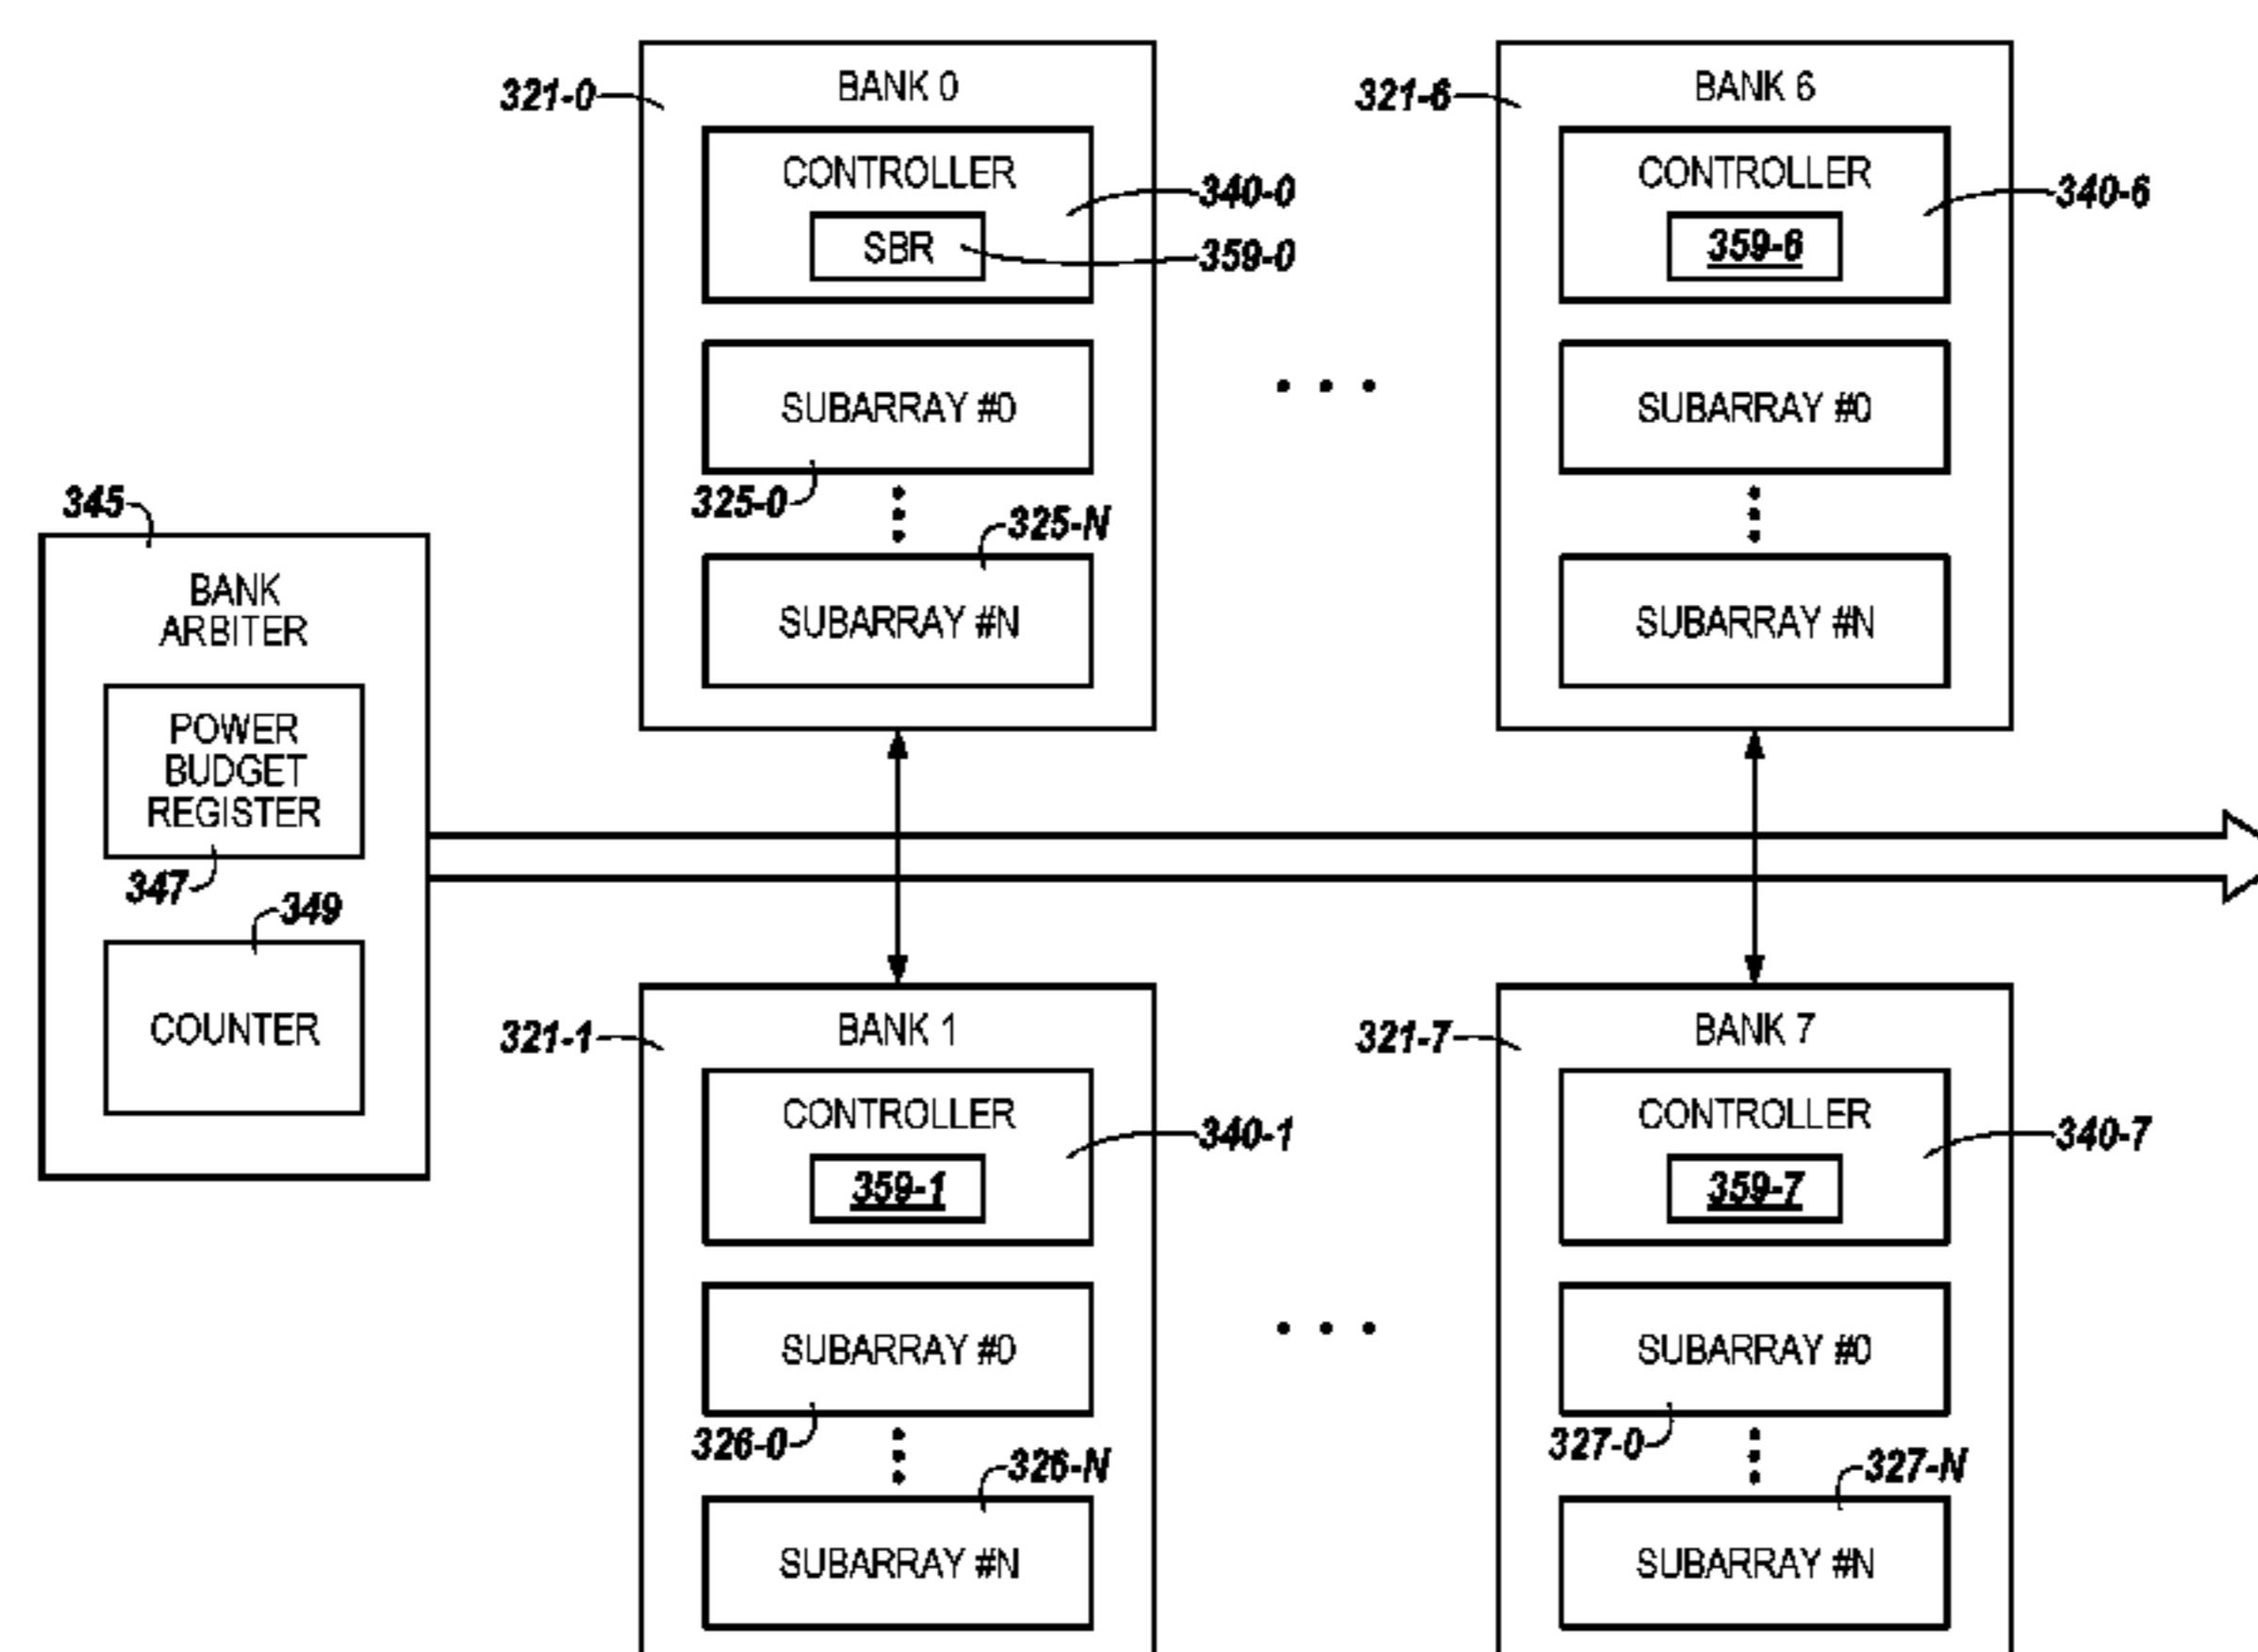 321-0
BANK 0
CONTROLLER
340-0
SBR
359-0
SUBARRAY #0
325-0
325-N
SUBARRAY #N
321-6
BANK 6
CONTROLLER
340-6
359-6
SUBARRAY #0
SUBARRAY #N
345
BANK
ARBITER
POWER
BUDGET
REGISTER
347
349
COUNTER
321-1
BANK 1
CONTROLLER
340-1
359-1
SUBARRAY #0
326-0
326-N
SUBARRAY #N
321-7
BANK 7
CONTROLLER
340-7
359-7
SUBARRAY #0
327-0
327-N
SUBARRAY #N